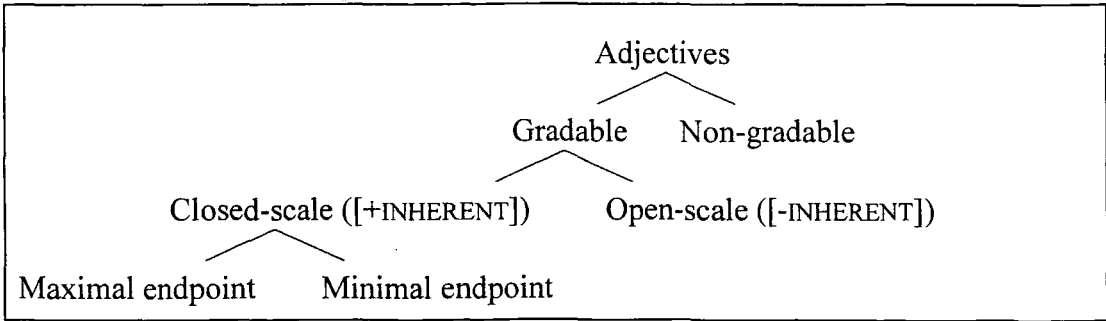 Adjectives
Gradable Non-gradable
Closed-scale ([+INHERENT]) Open-scale ([-INHERENT])
Maximal endpoint Minimal endpoint